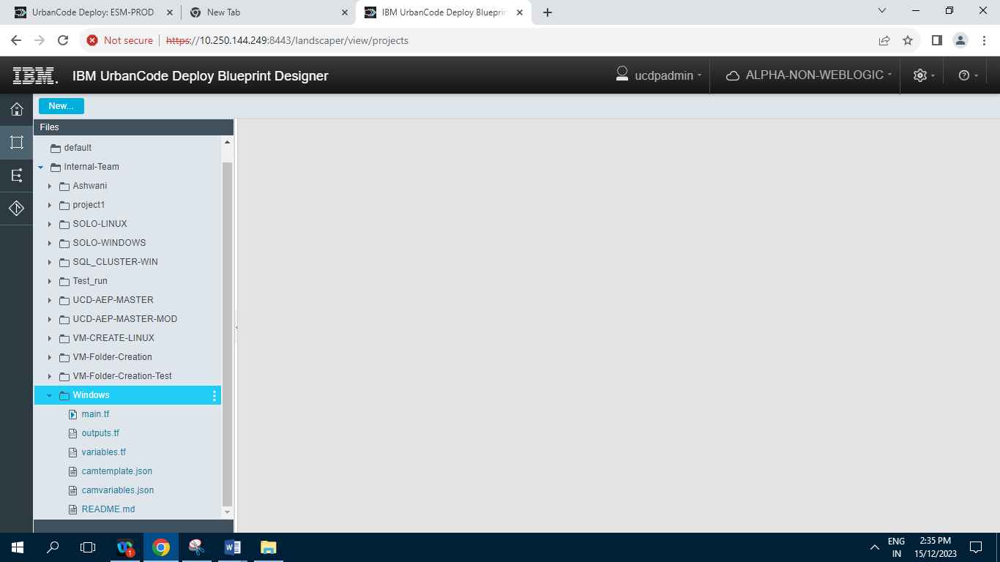 UrbanCode Deploy: ESM-PROD
New Tab
IBM UrbanCode Deploy Blueprin
Not secure
https://10.250.144.249:8443/landscaper/view/projects
IBM.
IBM UrbanCode Deploy Blueprint Designer
ucdpadmin
ALPHA-NON-WEBLOGIC
New...
Files
default
Internal-Team
Ashwani
project1
SOLO-LINUX
SOLO-WINDOWS
SQL_CLUSTER-WIN
Test_run
UCD-AEP-MASTER
UCD-AEP-MASTER-MOD
VM-CREATE-LINUX
VM-Folder-Creation
VM-Folder-Creation-Test
Windows
main.tf
outputs.tf
variables.tf
camtemplate.json
camvariables.json
README.md
1
ENG
IN
2:35 PM
15/12/2023